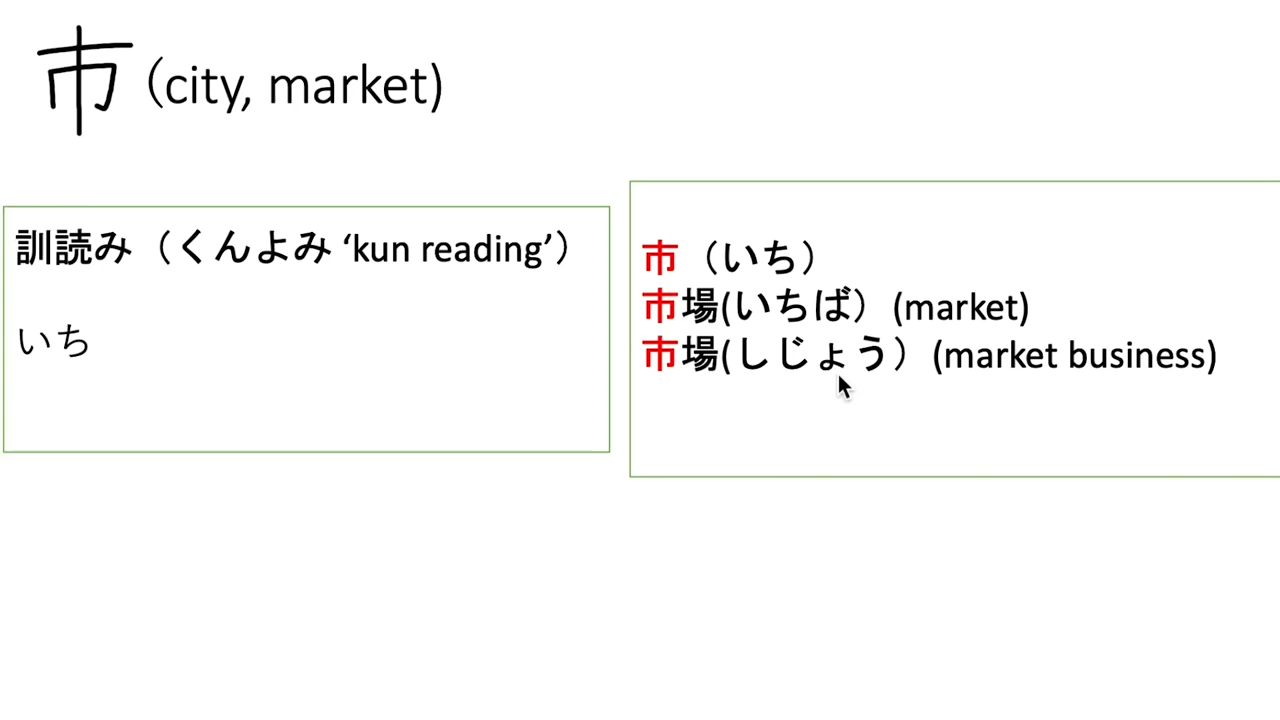 市（city, market)
訓読み（くんよみ ‘kun reading’）
いち
市（いち）
市場(いちば）(market)
市場(しじょう）(market business)